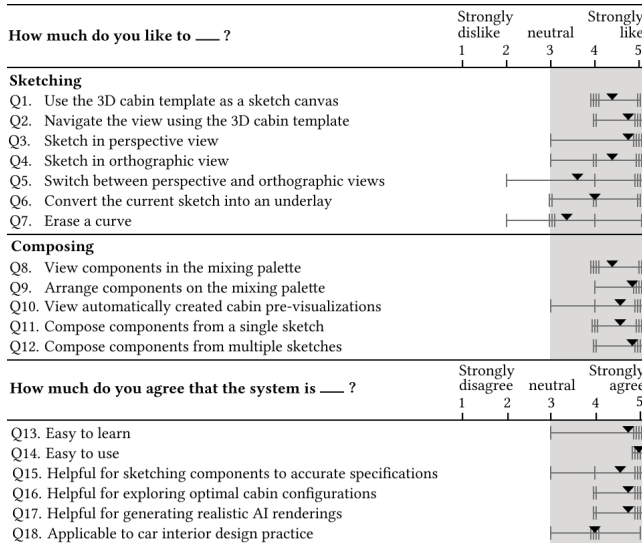 How much do you like to ___ ?
Strongly dislike
neutral
Strongly like
1 2 3 4 5
Sketching
Q1. Use the 3D cabin template as a sketch canvas
Q2. Navigate the view using the 3D cabin template
Q3. Sketch in perspective view
Q4. Sketch in orthographic view
Q5. Switch between perspective and orthographic views
Q6. Convert the current sketch into an underlay
Q7. Erase a curve
Composing
Q8. View components in the mixing palette
Q9. Arrange components on the mixing palette
Q10. View automatically created cabin pre-visualizations
Q11. Compose components from a single sketch
Q12. Compose components from multiple sketches
How much do you agree that the system is ___ ?
Strongly disagree
neutral
Strongly agree
1 2 3 4 5
Q13. Easy to learn
Q14. Easy to use
Q15. Helpful for sketching components to accurate specifications
Q16. Helpful for exploring optimal cabin configurations
Q17. Helpful for generating realistic AI renderings
Q18. Applicable to car interior design practice